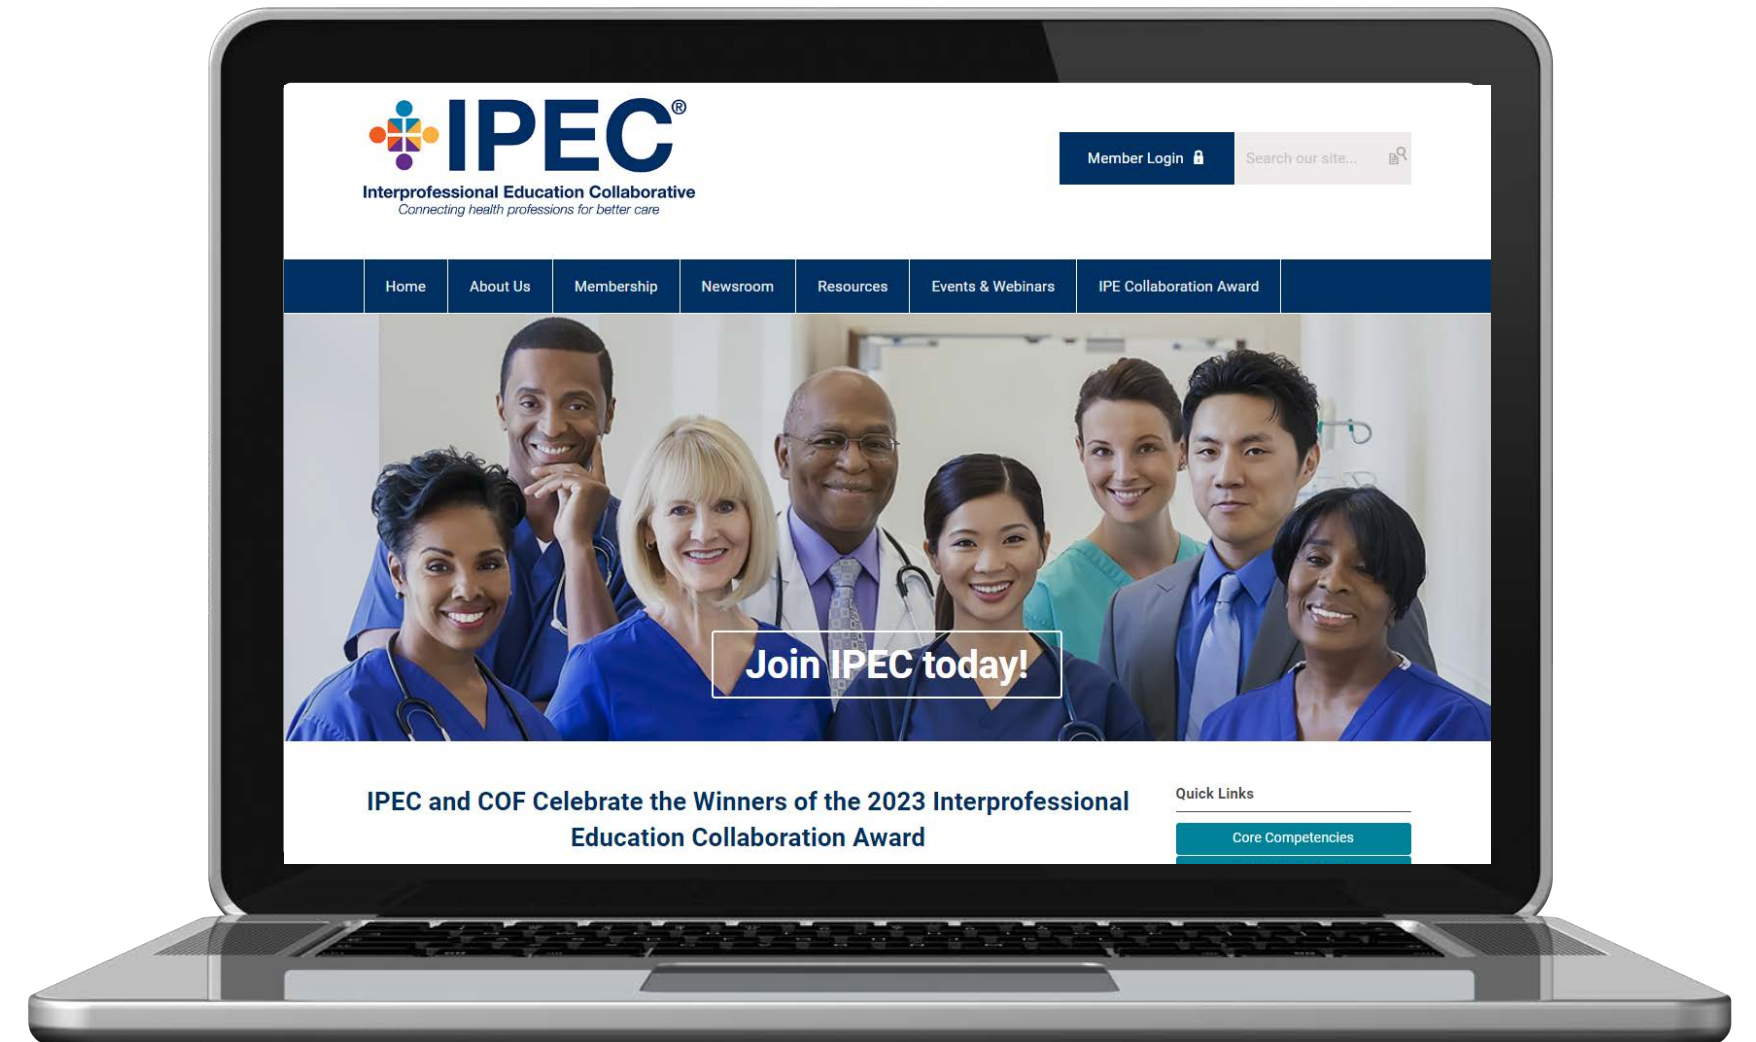 IPEC®
Interprofessional Education Collaborative
Connecting health professions for better care
Member Login
Search our site...
Home
About Us
Membership
Newsroom
Resources
Events & Webinars
IPE Collaboration Award
Join IPEC today!
IPEC and COF Celebrate the Winners of the 2023 Interprofessional
Education Collaboration Award
Quick Links
Core Competencies